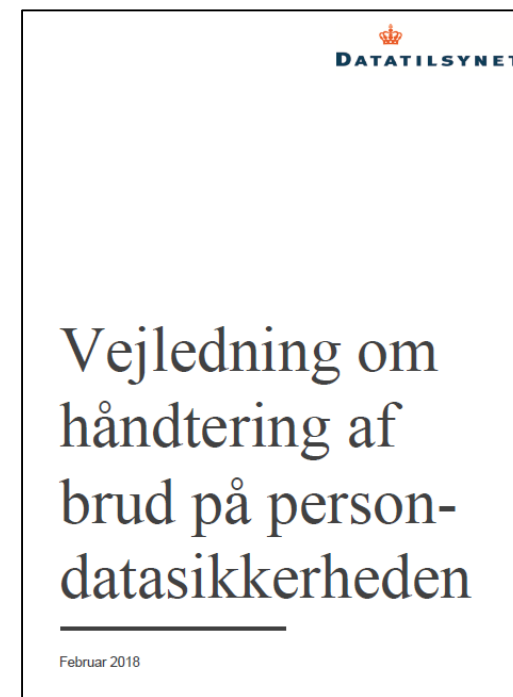 DATATILSYNET
Vejledning om
håndtering af
brud på person-
datasikkerheden
Februar 2018